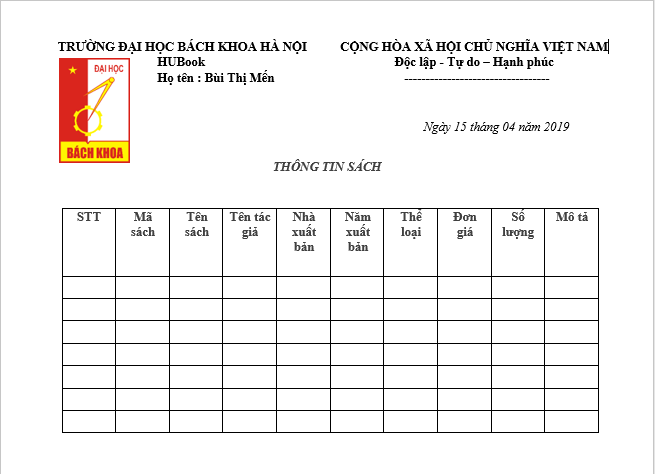 TRƯỜNG ĐẠI HỌC BÁCH KHOA HÀ NỘI
HUBook
Họ tên : Bùi Thị Mến
ĐẠI HỌC
BÁCH KHOA
CỘNG HÒA XÃ HỘI CHỦ NGHĨA VIỆT NAM
Độc lập - Tự do – Hạnh phúc
----------------------------------
Ngày 15 tháng 04 năm 2019
THÔNG TIN SÁCH
STT Mã sách Tên sách Tên tác giả Nhà xuất bản Năm xuất bản Thể loại Đơn giá Số lượng Mô tả